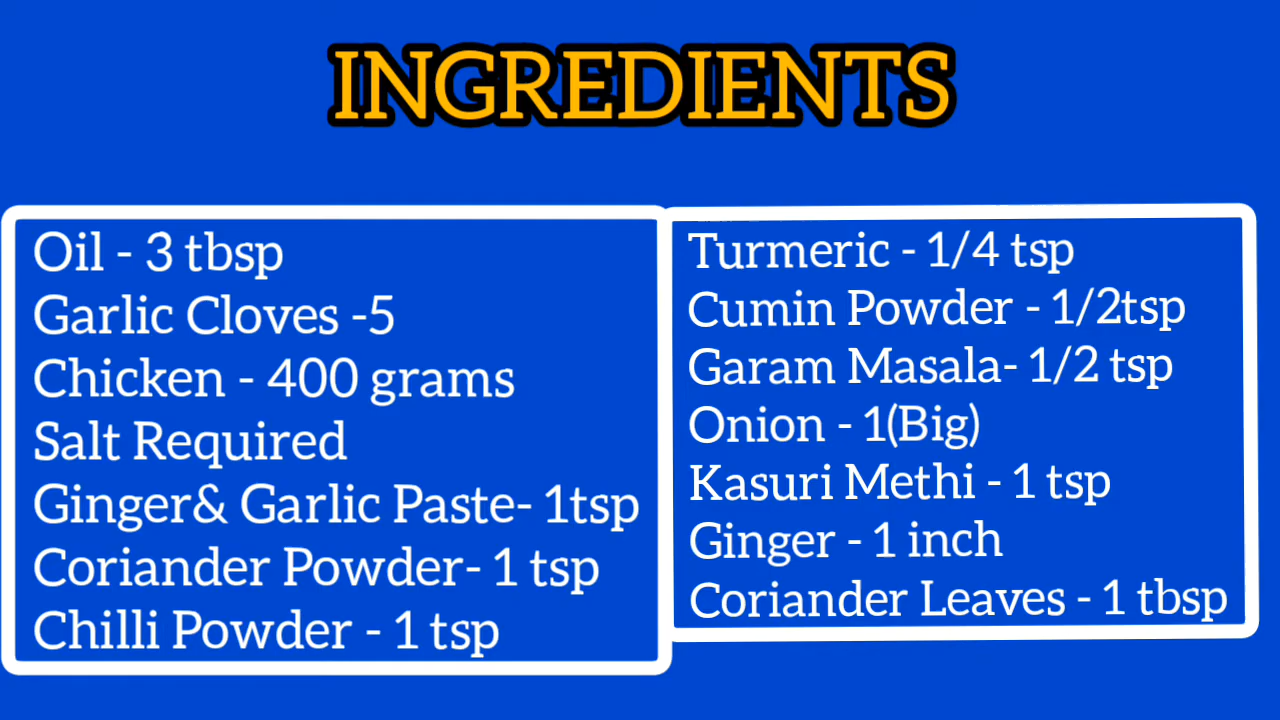 INGREDIENTS
Oil - 3 tbsp
Garlic Cloves -5
Chicken - 400 grams
Salt Required
Ginger& Garlic Paste- 1tsp
Coriander Powder- 1 tsp
Chilli Powder - 1 tsp
Turmeric - 1/4 tsp
Cumin Powder - 1/2tsp
Garam Masala- 1/2 tsp
Onion - 1(Big)
Kasuri Methi - 1 tsp
Ginger - 1 inch
Coriander Leaves - 1 tbsp